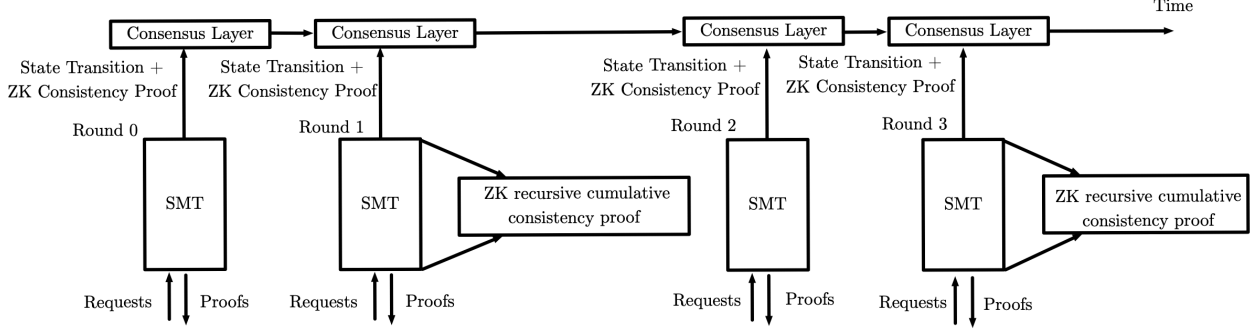 Time
Consensus Layer
Consensus Layer
Consensus Layer
Consensus Layer
State Transition +
ZK Consistency Proof
State Transition +
ZK Consistency Proof
State Transition +
ZK Consistency Proof
State Transition +
ZK Consistency Proof
Round 0
Round 1
Round 2
Round 3
SMT
SMT
ZK recursive cumulative
consistency proof
SMT
SMT
ZK recursive cumulative
consistency proof
Requests
Proofs
Requests
Proofs
Requests
Proofs
Requests
Proofs